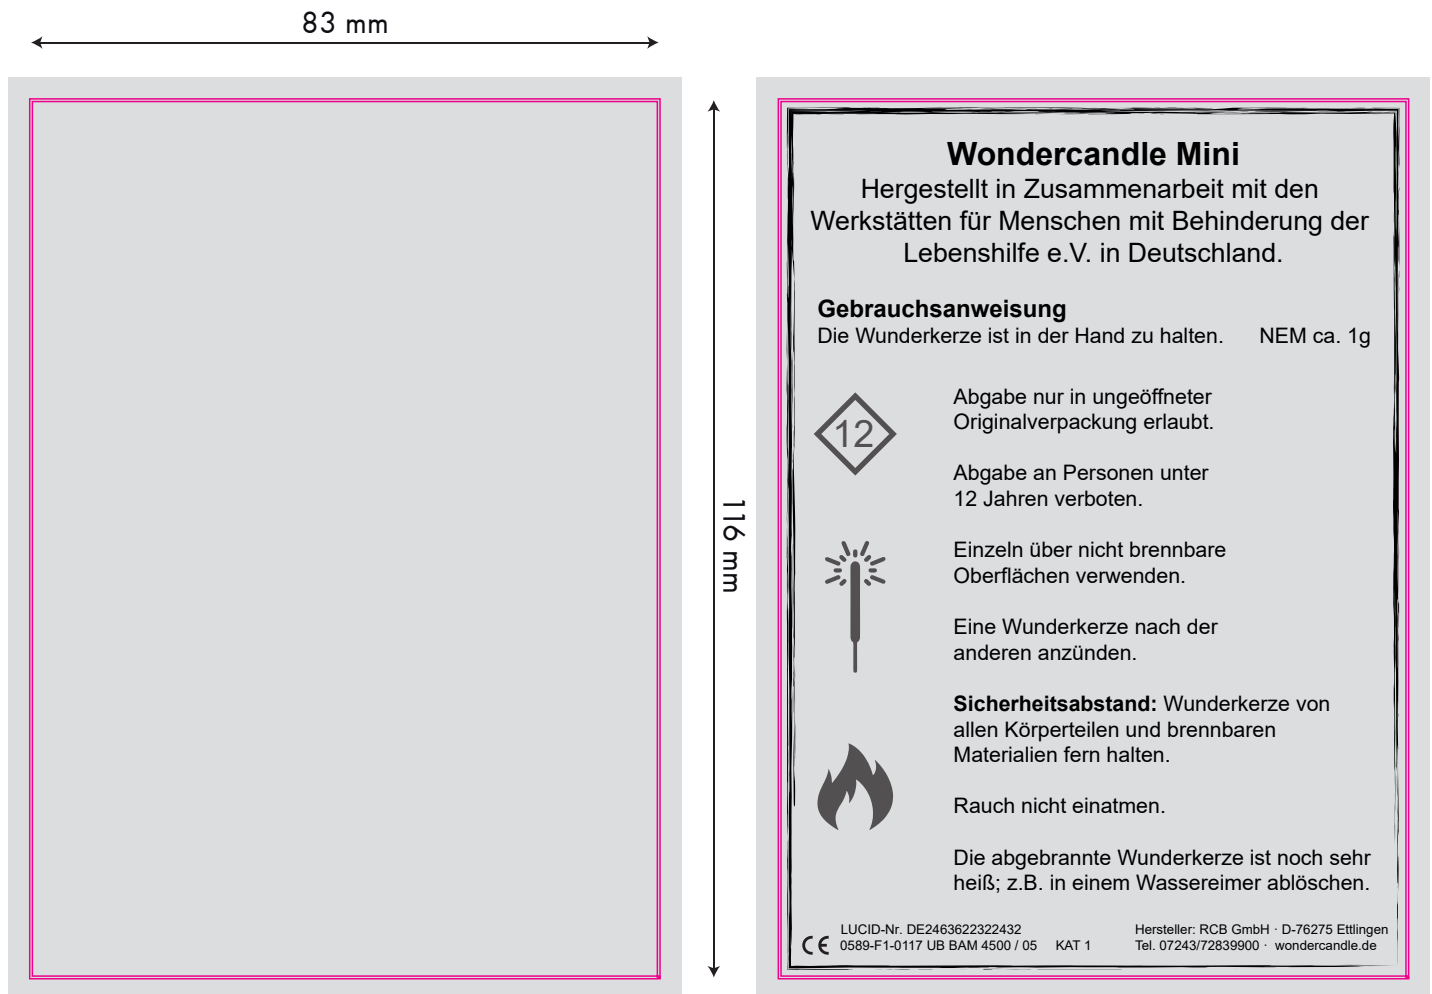 83 mm
116 mm
Wondercandle Mini
Hergestellt in Zusammenarbeit mit den
Werkstätten für Menschen mit Behinderung der
Lebenshilfe e.V. in Deutschland.
Gebrauchsanweisung
Die Wunderkerze ist in der Hand zu halten. NEM ca. 1g
12
Abgabe nur in ungeöffneter
Originalverpackung erlaubt.
Abgabe an Personen unter
12 Jahren verboten.
Einzeln über nicht brennbare
Oberflächen verwenden.
Eine Wunderkerze nach der
anderen anzünden.
Sicherheitsabstand: Wunderkerze von
allen Körperteilen und brennbaren
Materialien fern halten.
Rauch nicht einatmen.
Die abgebrannte Wunderkerze ist noch sehr
heiß; z.B. in einem Wassereimer ablöschen.
LUCID-Nr. DE2463622322432
CE 0589-F1-0117 UB BAM 4500 / 05 KAT 1
Hersteller: RCB GmbH · D-76275 Ettlingen
Tel. 07243/72839900 · wondercandle.de